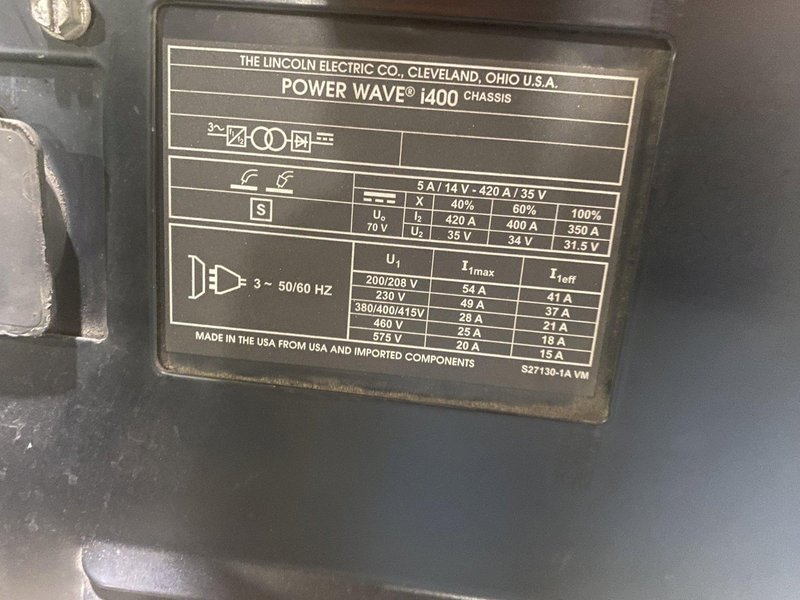 THE LINCOLN ELECTRIC CO., CLEVELAND, OHIO U.S.A.
POWER WAVE® i400 CHASSIS
3~ f1 f2
5 A / 14 V - 420 A / 35 V
X 40% 60% 100%
S Uo I2 420 A 400 A 350 A
70 V U2 35 V 34 V 31.5 V
U1 I1max I1eff
200/208 V 54 A 41 A
230 V 49 A 37 A
3 ~ 50/60 HZ 380/400/415V 28 A 21 A
460 V 25 A 18 A
575 V 20 A 15 A
MADE IN THE USA FROM USA AND IMPORTED COMPONENTS
S27130-1A VM